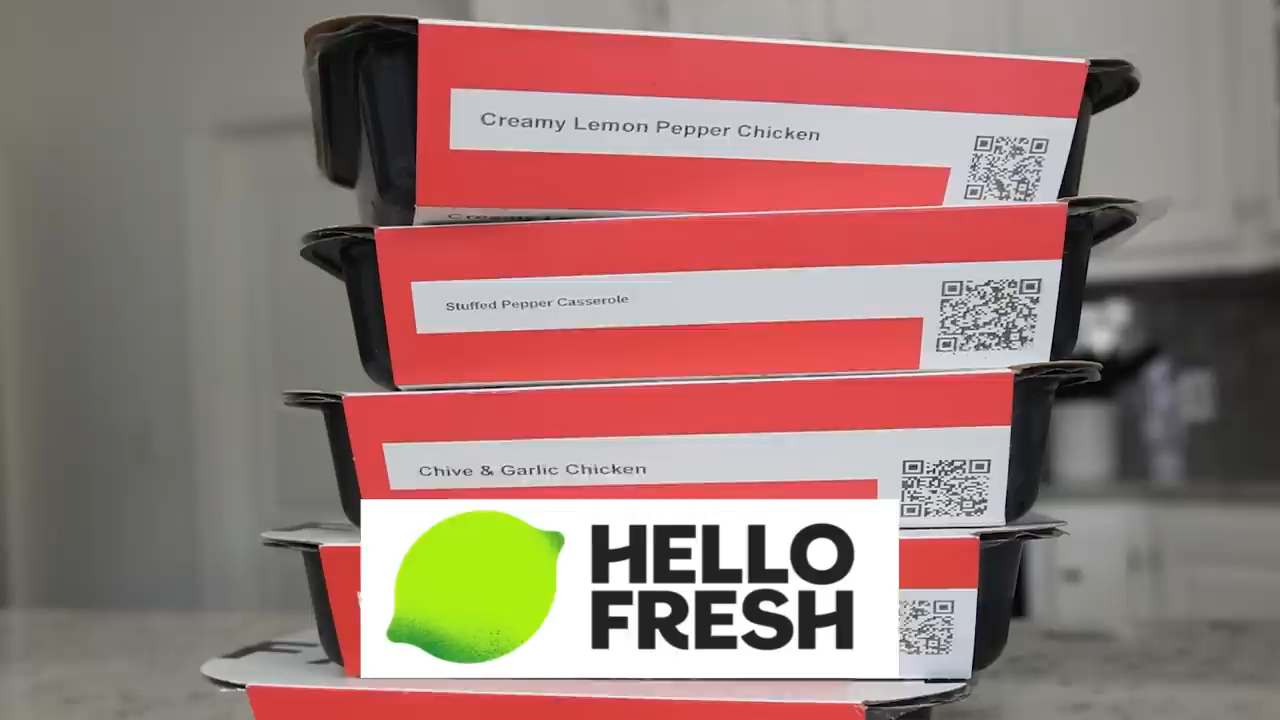 Creamy Lemon Pepper Chicken
Stuffed Pepper Casserole
Chive & Garlic Chicken
HELLO
FRESH